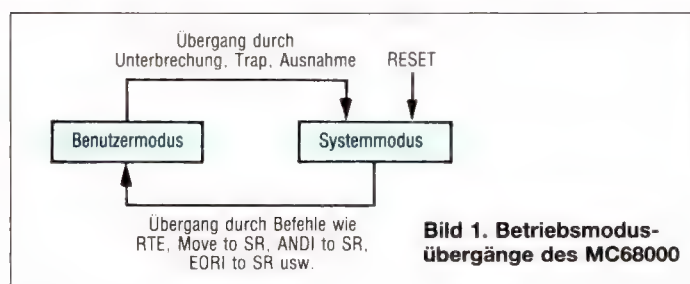 Übergang durch
Unterbrechung, Trap, Ausnahme
RESET
Benutzermodus
Systemmodus
Übergang durch Befehle wie
RTE, Move to SR, ANDI to SR,
EORI to SR usw.
Bild 1. Betriebsmodus-
übergänge des MC68000